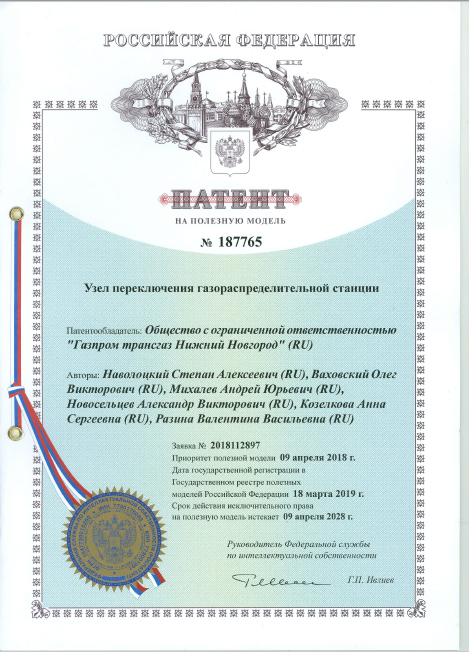 РОССИЙСКАЯ ФЕДЕРАЦИЯ
ПАТЕНТ
НА ПОЛЕЗНУЮ МОДЕЛЬ
№ 187765
Узел переключения газораспределительной станции
Патентообладатель: Общество с ограниченной ответственностью
"Газпром трансгаз Нижний Новгород" (RU)
Авторы: Наволоцкий Степан Алексеевич (RU), Ваховский Олег
Викторович (RU), Михалев Андрей Юрьевич (RU),
Новосельцев Александр Викторович (RU), Козелкова Анна
Сергеевна (RU), Разина Валентина Васильевна (RU)
Заявка № 2018112897
Приоритет полезной модели 09 апреля 2018 г.
Дата государственной регистрации в
Государственном реестре полезных
моделей Российской Федерации 18 марта 2019 г.
Срок действия исключительного права
на полезную модель истекает 09 апреля 2028 г.
Руководитель Федеральной службы
по интеллектуальной собственности
Г.П. Ивлиев